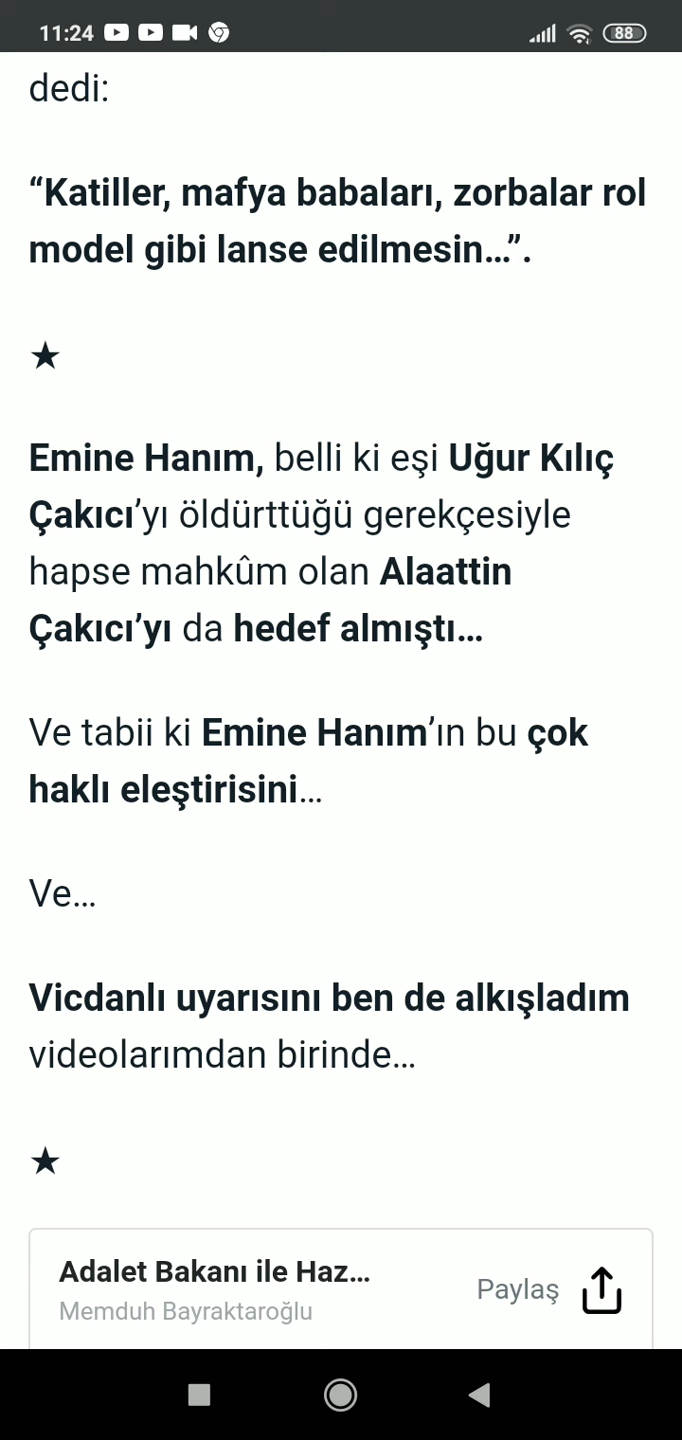 11:24
88
dedi:
“Katiller, mafya babaları, zorbalar rol
model gibi lanse edilmesin...”.
★
Emine Hanım, belli ki eşi Uğur Kılıç
Çakıcı’yı öldürttüğü gerekçesiyle
hapse mahkûm olan Alaattin
Çakıcı’yı da hedef almıştı...
Ve tabii ki Emine Hanım’ın bu çok
haklı eleştirisini...
Ve...
Vicdanlı uyarısını ben de alkışladım
videolarımdan birinde...
★
Adalet Bakanı ile Haz...
Memduh Bayraktaroğlu
Paylaş